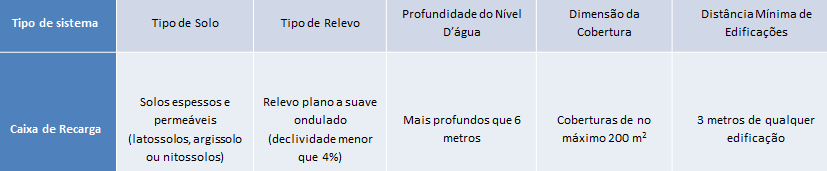 Tipo de sistema
Tipo de Solo
Tipo de Relevo
Profundidade do Nível
D'água
Dimensão da
Cobertura
Distância Mínima de
Edificações
Caixa de Recarga
Solos espessos e
permeáveis
(latossolos, argissolo
ou nitossolos)
Relevo plano a suave
ondulado
(declividade menor
que 4%)
Mais profundos que 6
metros
Coberturas de no
máximo 200 m²
3 metros de qualquer
edificação